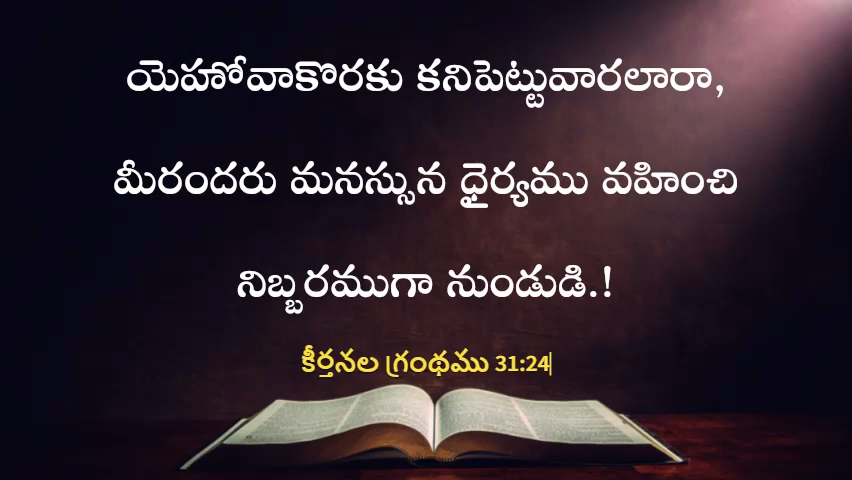 యెహోవాకొరకు కనిపెట్టువారలారా,
మీరందరు మనస్సున ధైర్యము వహించి
నిబ్బరముగా నుండుడి.!
కీర్తనల గ్రంథము 31:24|